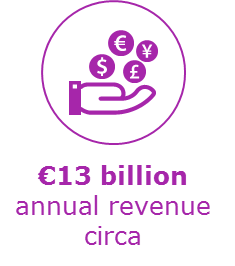 € ¥
$ £
€13 billion
annual revenue
circa